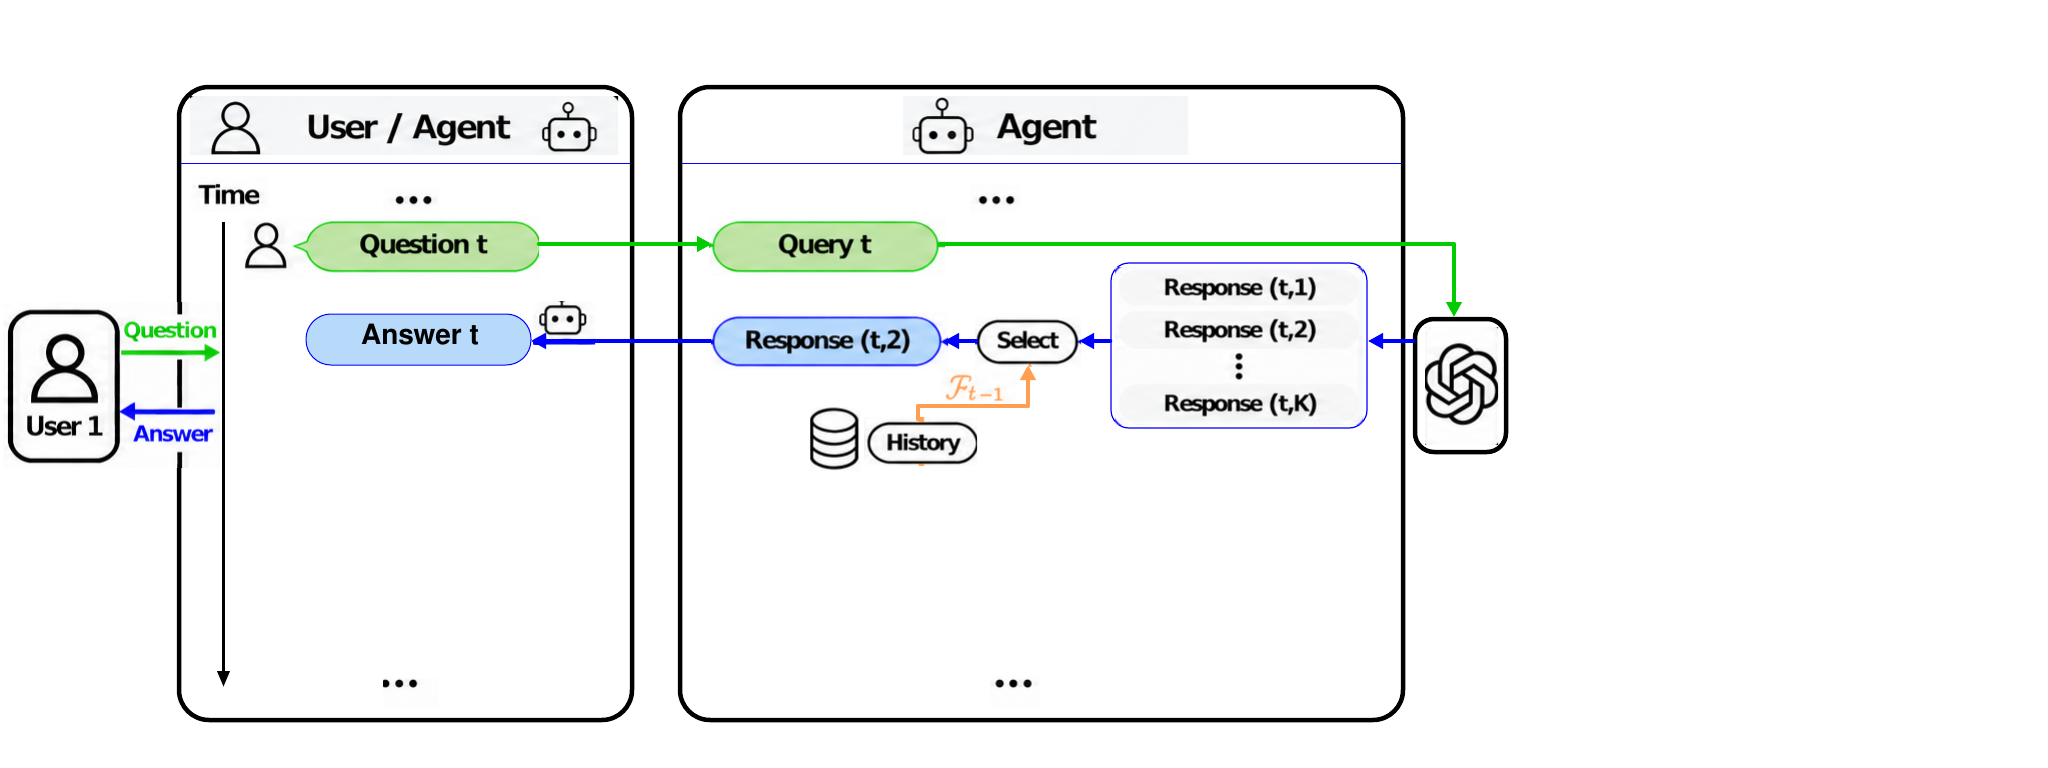 User / Agent
Agent
Time
...
...
Question t
Query t
Response (t,1)
Question
Answer t
Response (t,2)
Select
Response (t,2)
⋮
$\mathcal{F}_{t-1}$
Response (t,K)
User 1
Answer
History
...
...